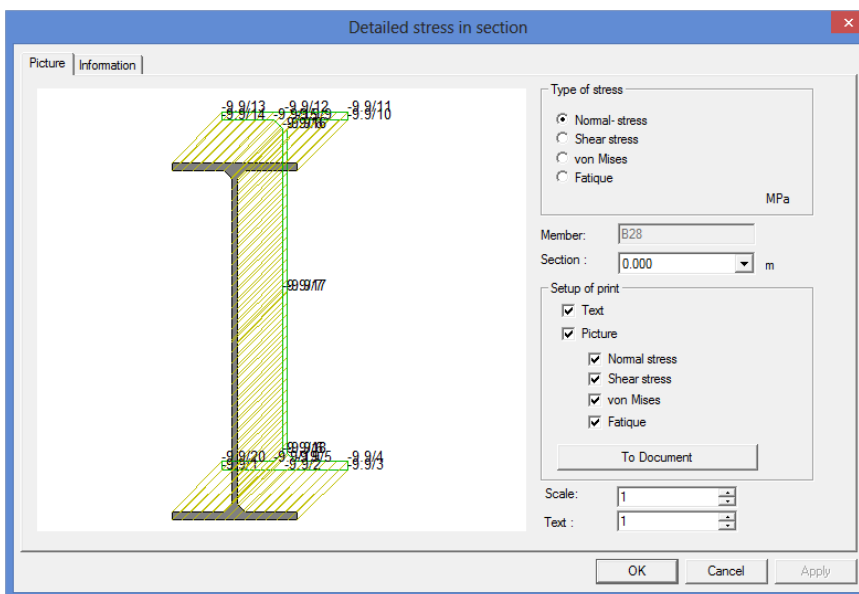 Detailed stress in section
Picture
Information
-9.9/13
-9.9/12
-9.9/11
-9.9/14
-9.9/10
-9.9/20
-9.9/1
-9.9/2
-9.9/4
-9.9/3
Type of stress
Normal- stress
Shear stress
von Mises
Fatique
MPa
Member:
B28
Section :
0.000
m
Setup of print
Text
Picture
Normal stress
Shear stress
von Mises
Fatique
To Document
Scale:
1
Text :
1
OK
Cancel
Apply